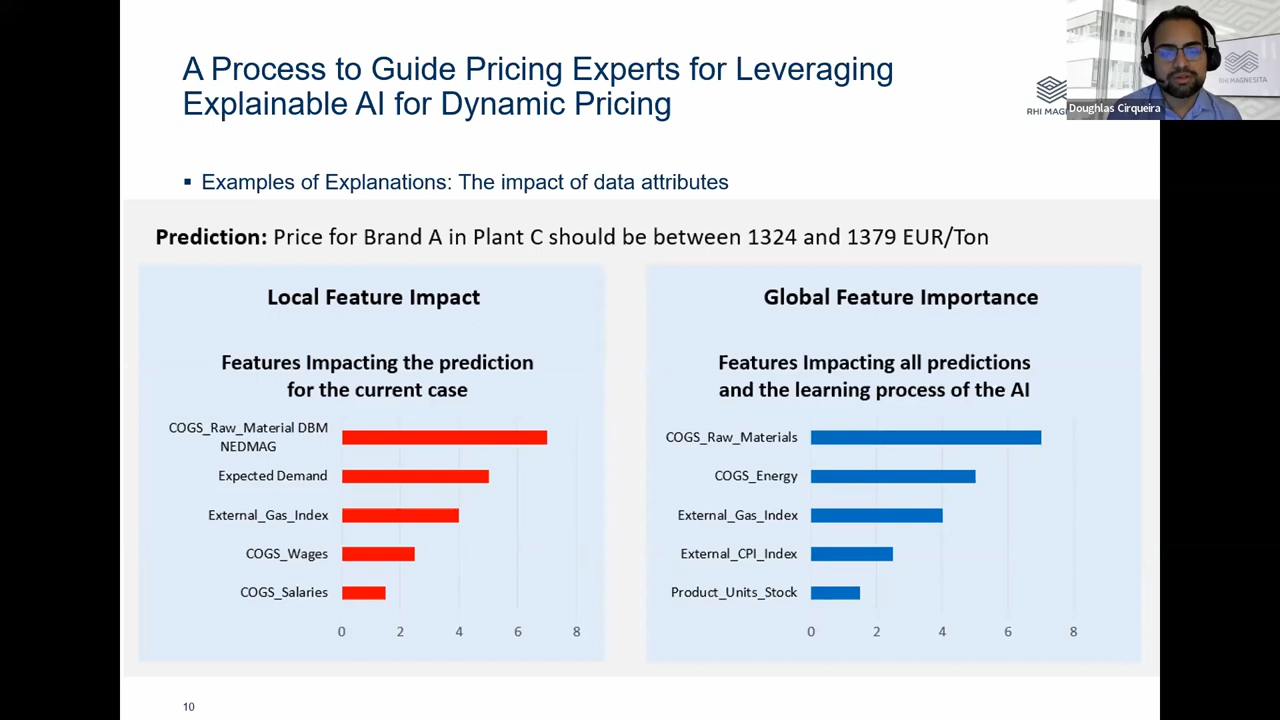 A Process to Guide Pricing Experts for Leveraging
Explainable AI for Dynamic Pricing
RHI MAG
Doughlas Cirqueira
RHI MAGNESITA
▪ Examples of Explanations: The impact of data attributes
Prediction: Price for Brand A in Plant C should be between 1324 and 1379 EUR/Ton
Local Feature Impact
Features Impacting the prediction
for the current case
COGS_Raw_Material DBM
NEDMAG
Expected Demand
External_Gas_Index
COGS_Wages
COGS_Salaries
0 2 4 6 8
Global Feature Importance
Features Impacting all predictions
and the learning process of the AI
COGS_Raw_Materials
COGS_Energy
External_Gas_Index
External_CPI_Index
Product_Units_Stock
0 2 4 6 8
10